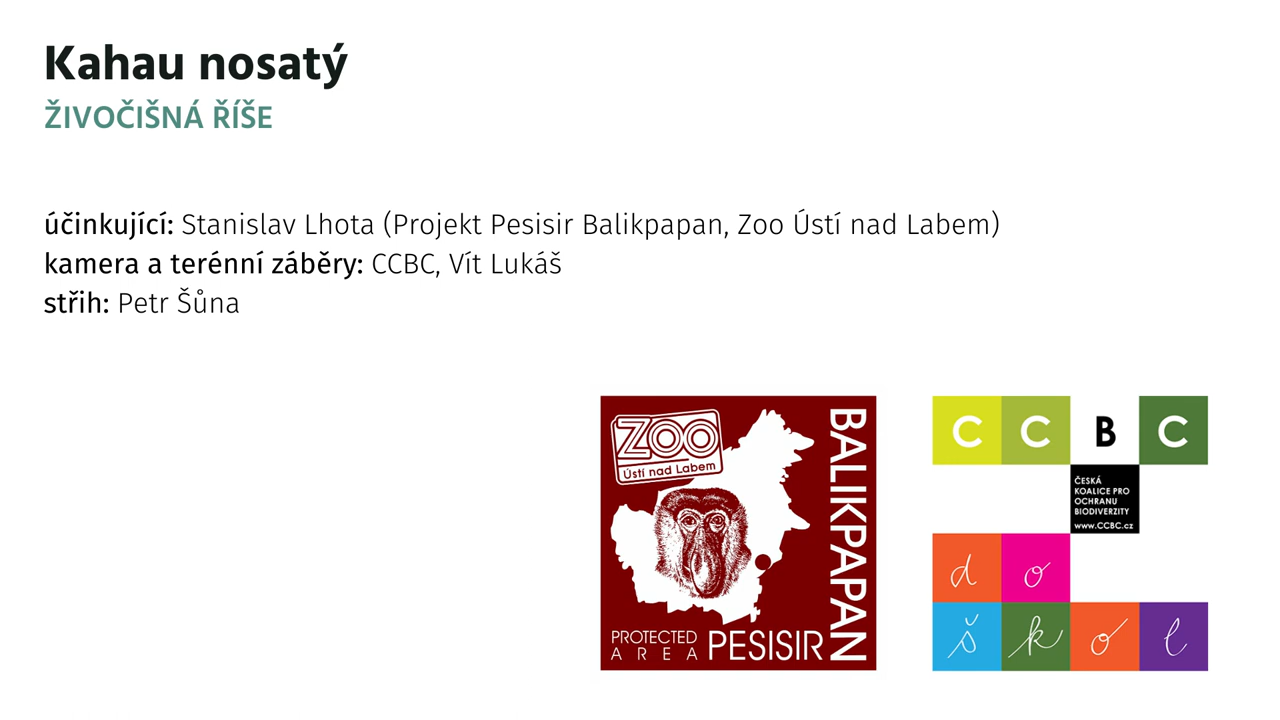 Kahau nosatý
ŽIVOČIŠNÁ ŘÍŠE
účinkující: Stanislav Lhota (Projekt Pesisir Balikpapan, Zoo Ústí nad Labem)
kamera a terénní záběry: CCBC, Vít Lukáš
střih: Petr Šůna
ZOO
Ústí nad Labem
BALIKPAPAN
PROTECTED
AREA
PESISIR
C C B C
ČESKÁ
KOALICE PRO
OCHRANU
BIODIVERZITY
www.CCBC.cz
do
škol